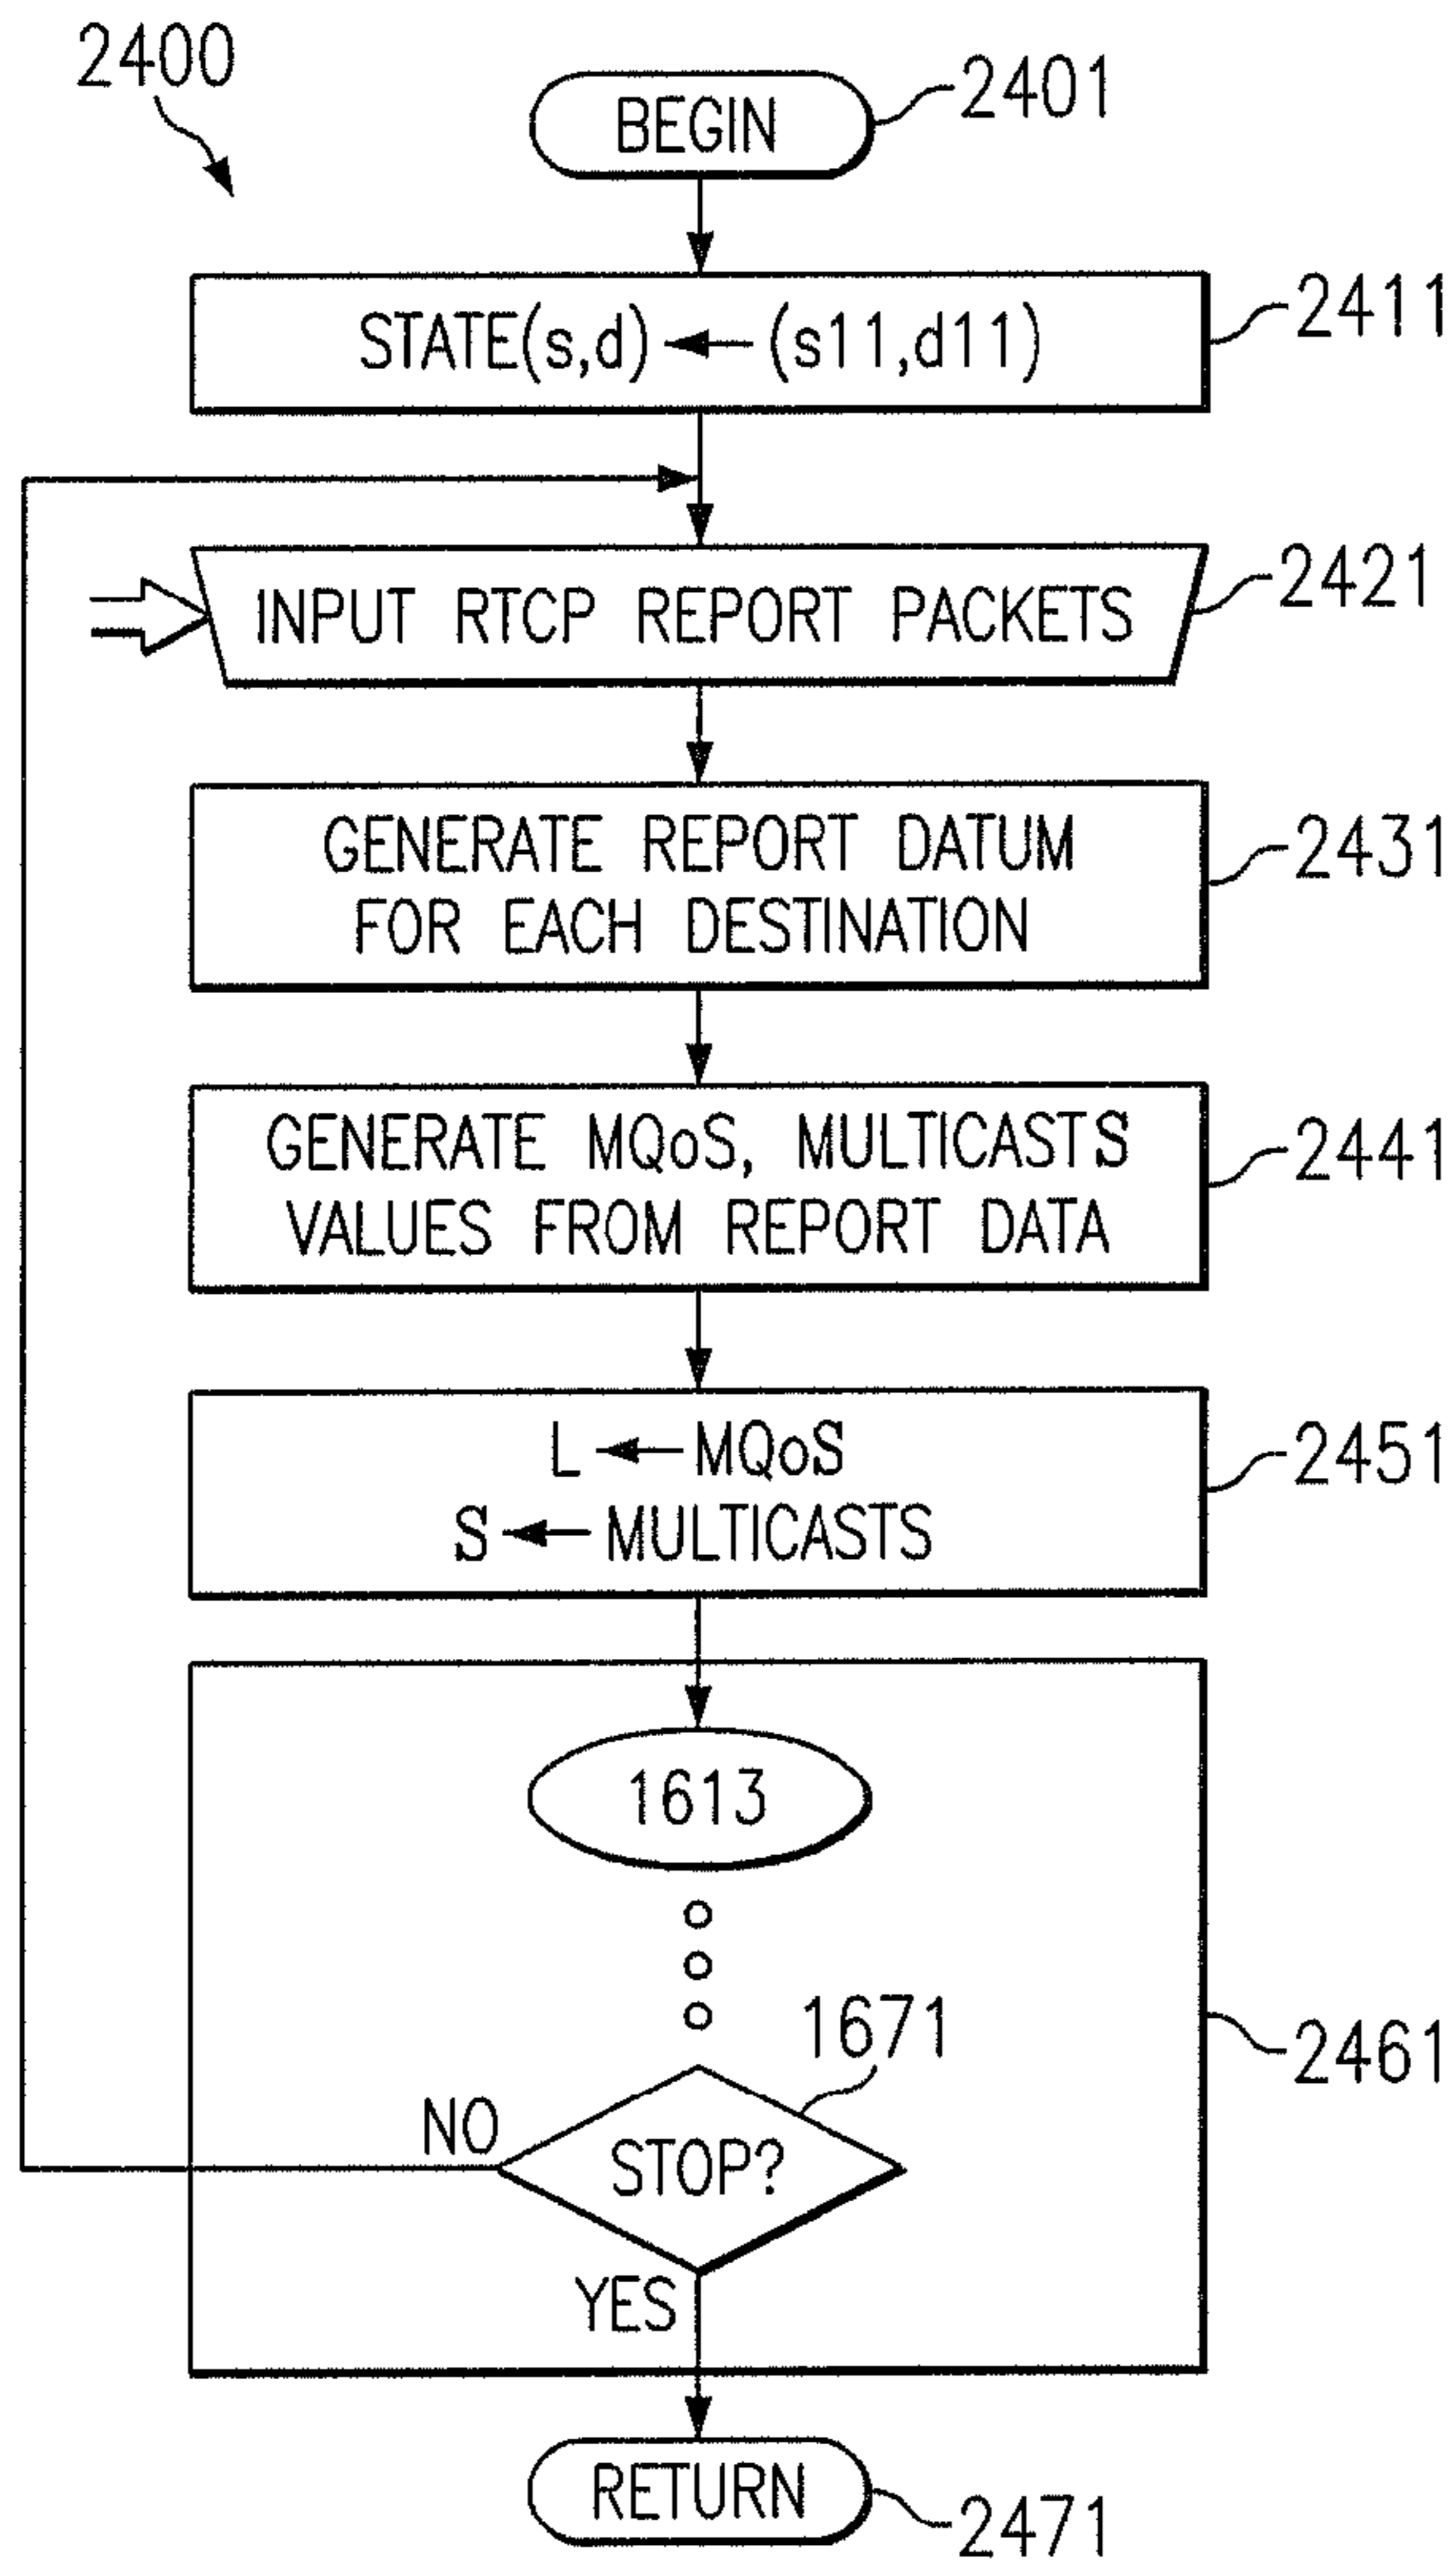 2400
BEGIN
2401
STATE(s,d) ← (s11,d11)
2411
INPUT RTCP REPORT PACKETS
2421
GENERATE REPORT DATUM
FOR EACH DESTINATION
2431
GENERATE MQoS, MULTICASTS
VALUES FROM REPORT DATA
2441
L ← MQoS
S ← MULTICASTS
2451
1613
1671
2461
NO
STOP?
YES
RETURN
2471